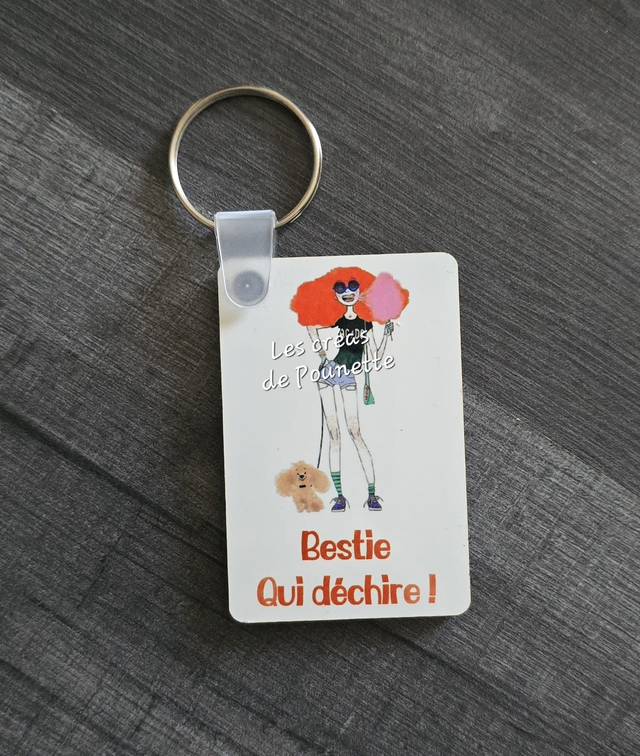 Les créas
de Pounette
Bestie
Qui déchire !